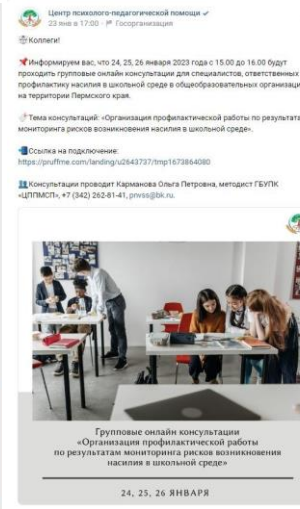 Центр психолого-педагогической помощи
23 янв в 17:00 · Госорганизация
Коллеги!
Информируем вас, что 24, 25, 26 января 2023 года с 15.00 до 16.00 будут
проходить групповые онлайн консультации для специалистов, ответственных
профилактику насилия в школьной среде в общеобразовательных организаци
на территории Пермского края.
Тема консультаций: «Организация профилактической работы по результата
мониторинга рисков возникновения насилия в школьной среде».
Ссылка на подключение:
https://pruffme.com/landing/u2643737/tmp1673864080
Консультации проводит Карманова Ольга Петровна, методист ГБУПК
«ЦППМСП», +7 (342) 262-81-41, pnvss@bk.ru.
Групповые онлайн консультации
«Организация профилактической работы
по результатам мониторинга рисков возникновения
насилия в школьной среде»
24, 25, 26 ЯНВАРЯ